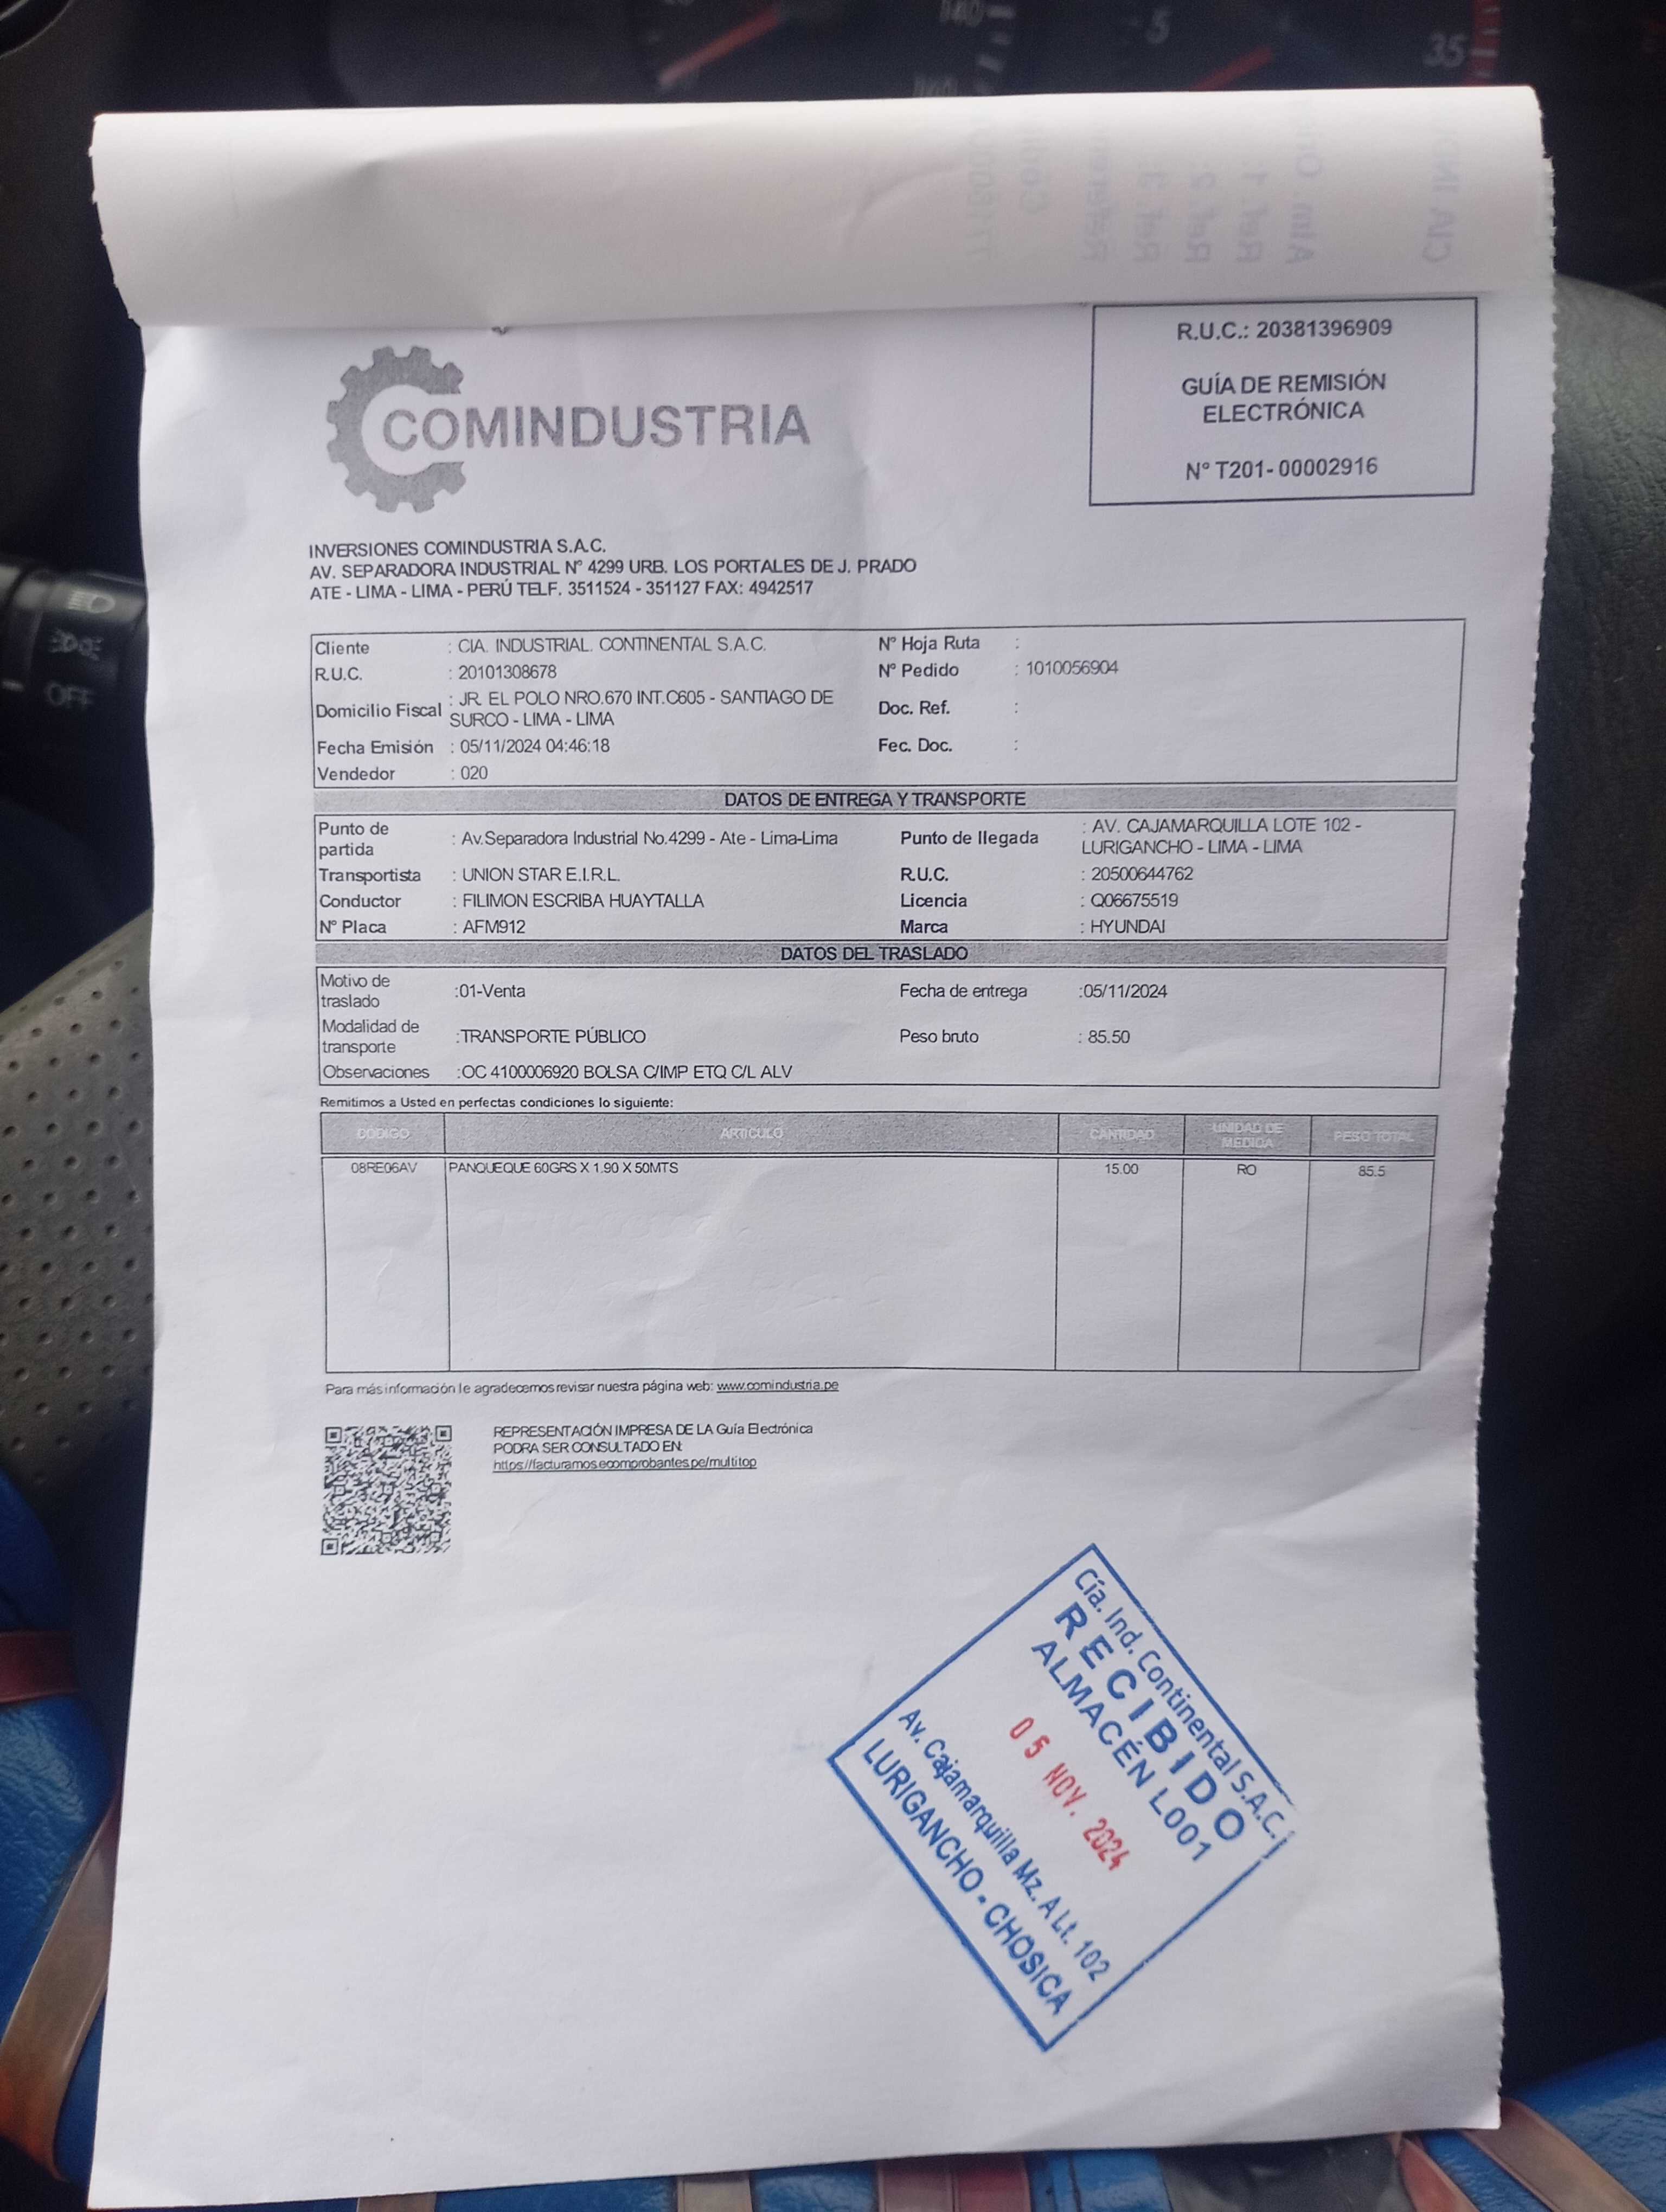 R.U.C.: 20381396909
GUÍA DE REMISIÓN
ELECTRÓNICA
N° T201- 00002916
COMINDUSTRIA
INVERSIONES COMINDUSTRIA S.A.C.
AV. SEPARADORA INDUSTRIAL N° 4299 URB. LOS PORTALES DE J. PRADO
ATE - LIMA - LIMA - PERÚ TELF. 3511524 - 351127 FAX: 4942517
Cliente : CIA. INDUSTRIAL. CONTINENTAL S.A.C. N° Hoja Ruta :
R.U.C. : 20101308678 N° Pedido : 1010056904
Domicilio Fiscal : JR. EL POLO NRO.670 INT.C605 - SANTIAGO DE
SURCO - LIMA - LIMA Doc. Ref. :
Fecha Emisión : 05/11/2024 04:46:18 Fec. Doc. :
Vendedor : 020
DATOS DE ENTREGA Y TRANSPORTE
Punto de
partida : Av.Separadora Industrial No.4299 - Ate - Lima-Lima Punto de llegada : AV. CAJAMARQUILLA LOTE 102 -
LURIGANCHO - LIMA - LIMA
Transportista : UNION STAR E.I.R.L. R.U.C. : 20500644762
Conductor : FILIMON ESCRIBA HUAYTALLA Licencia : Q06675519
N° Placa : AFM912 Marca : HYUNDAI
DATOS DEL TRASLADO
Motivo de
traslado :01-Venta Fecha de entrega :05/11/2024
Modalidad de
transporte :TRANSPORTE PÚBLICO Peso bruto : 85.50
Observaciones :OC 4100006920 BOLSA C/IMP ETQ C/L ALV
Remitimos a Usted en perfectas condiciones lo siguiente:
CODIGO ARTICULO CANTIDAD UNIDAD DE
MEDIDA PESO TOTAL
08RE06AV PANQUEQUE 60GRS X 1.90 X 50MTS 15.00 RO 85.5
Para más información le agradecemos revisar nuestra página web: www.comindustria.pe
REPRESENTACIÓN IMPRESA DE LA Guía Electrónica
PODRA SER CONSULTADO EN:
https://facturamos.ecomprobantes.pe/multitop
Cía. Ind. Continental S.A.C.
RECIBIDO
ALMACÉN L001
05 NOV. 2024
Av. Cajamarquilla Mz. A Lt. 102
LURIGANCHO - CHOSICA
OFF
5
35
140